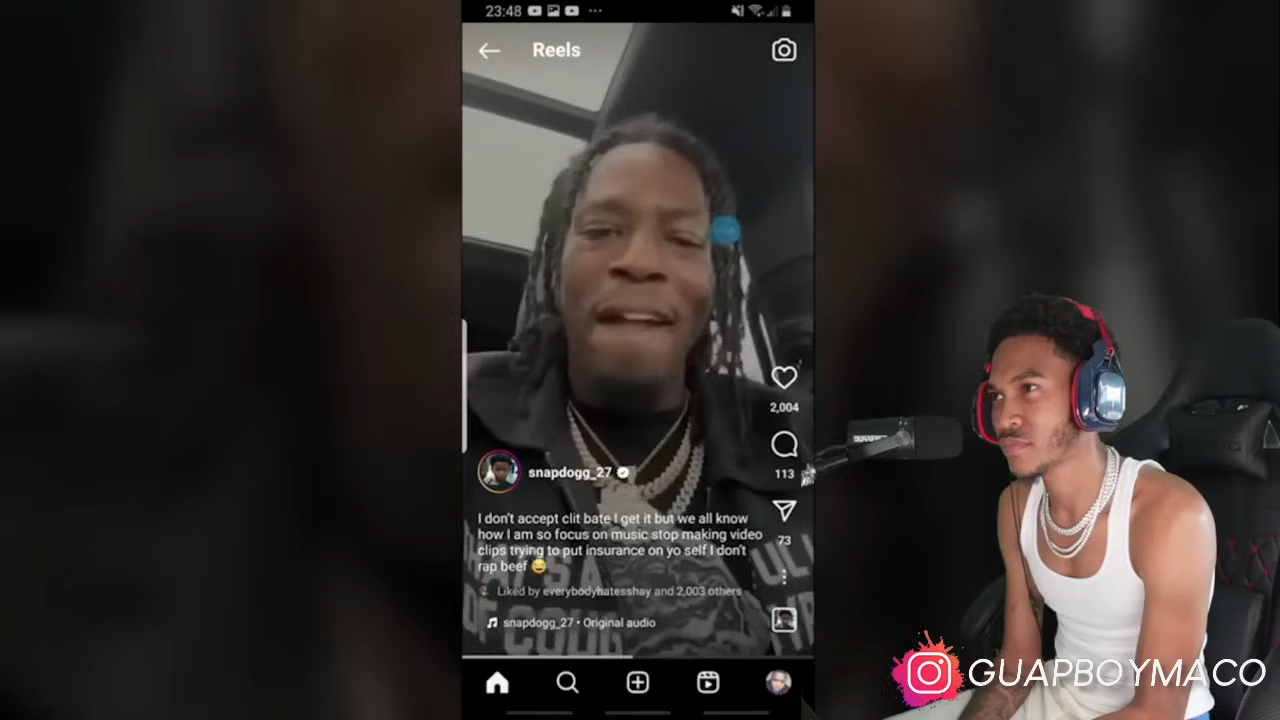 23:48
Reels
2,004
113
snapdogg_27
I don't accept clit bate I get it but we all know
how I am so focus on music stop making video
clips trying to put insurance on yo self I don't
rap beef 😂
73
Liked by everybodyhatesshay and 2,003 others
snapdogg_27 • Original audio
GUAPBOYMACO